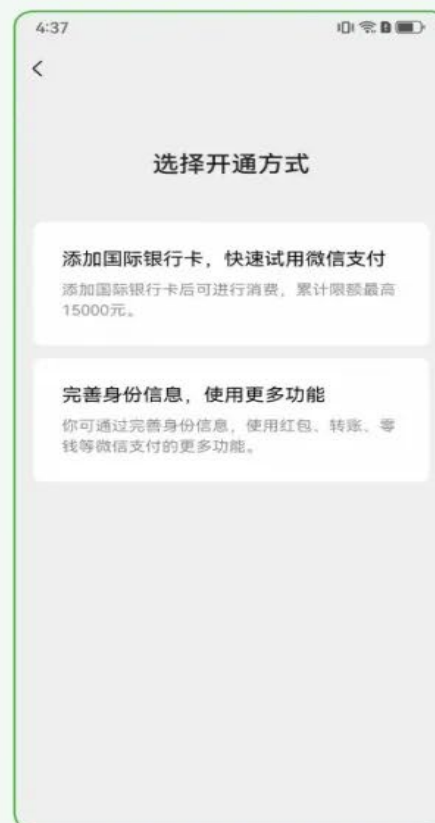 4:37
选择开通方式
添加国际银行卡，快速试用微信支付
添加国际银行卡后可进行消费，累计限额最高
15000元。
完善身份信息，使用更多功能
你可通过完善身份信息，使用红包、转账、零
钱等微信支付的更多功能。